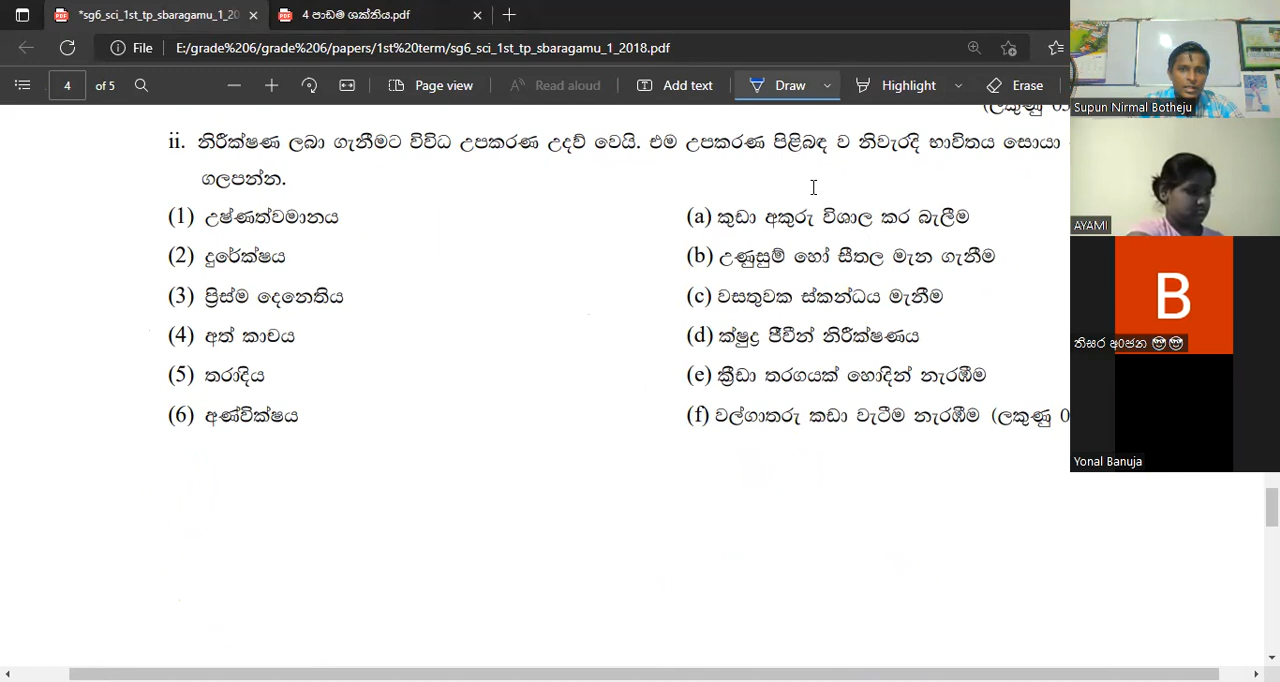 *sg6_sci_1st_tp_sbaragamu_1_20
4 පාඩම ශක්තිය.pdf
File
E:/grade%206/grade%206/papers/1st%20term/sg6_sci_1st_tp_sbaragamu_1_2018.pdf
4 of 5
Page view
Read aloud
Add text
Draw
Highlight
Erase
ii. නිරීක්ෂණ ලබා ගැනීමට විවිධ උපකරණ උදව් වෙයි. එම උපකරණ පිළිබඳ ව නිවැරදි භාවිතය සොයා
ගලපන්න.
(1) උෂ්ණත්වමානය
(a) කුඩා අකුරු විශාල කර බැලීම
(2) දුරේක්ෂය
(b) උණුසුම් හෝ සීතල මැන ගැනීම
(3) ප්‍රිස්ම දෙනෙතිය
(c) වසතුවක ස්කන්ධය මැනීම
(4) අත් කාචය
(d) ක්ෂුද්‍ර ජීවීන් නිරීක්ෂණය
(5) තරාදිය
(e) ක්‍රීඩා තරගයක් හොදින් නැරඹීම
(6) අණ්වික්ෂය
(f) වල්ගාතරු කඩා වැටීම නැරඹීම (ලකුණු 0
Supun Nirmal Botheju
AYAMI
B
තිසර අ0ජන 😎😎
Yonal Banuja